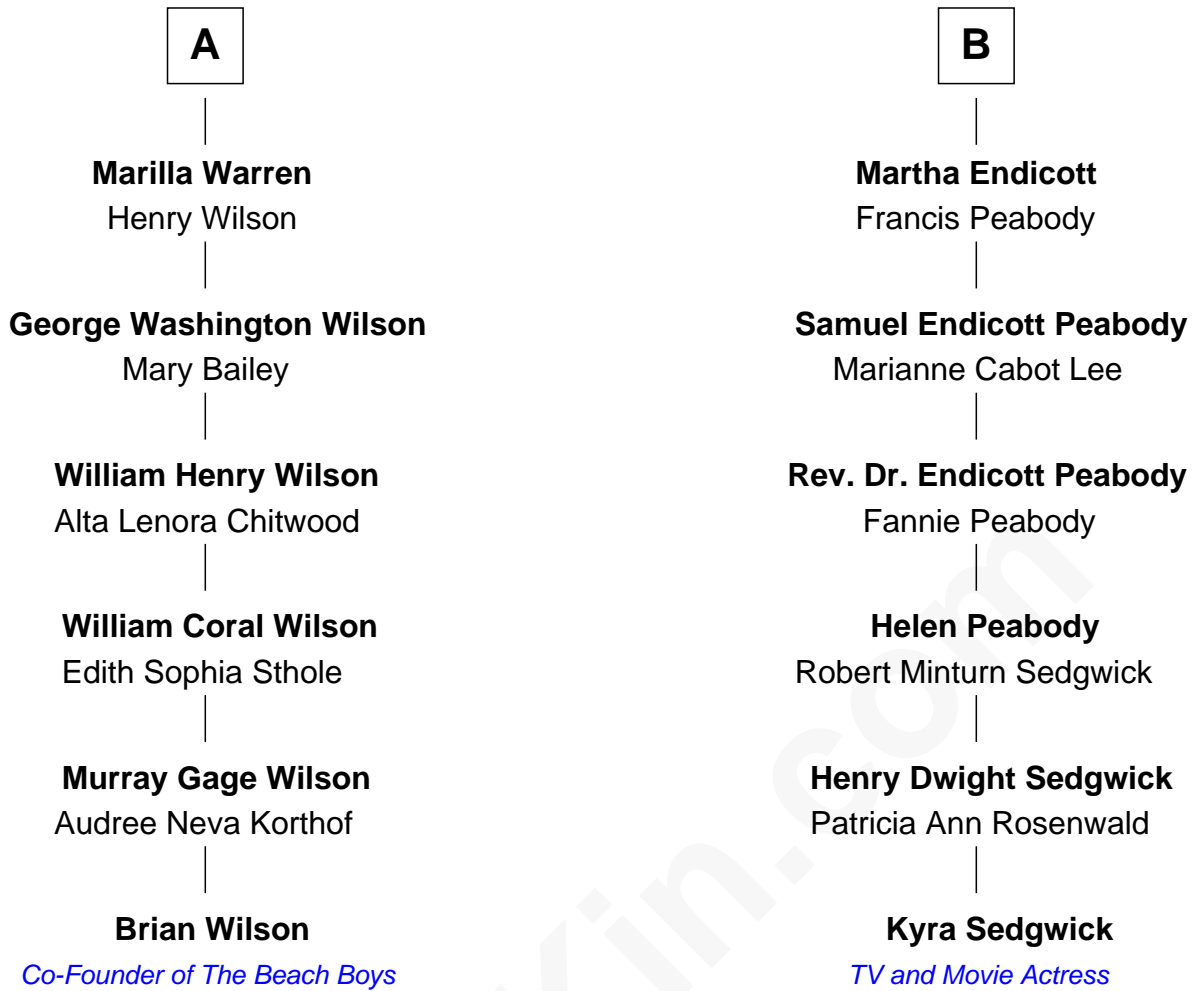 A
Marilla Warren
Henry Wilson
George Washington Wilson
Mary Bailey
William Henry Wilson
Alta Lenora Chitwood
William Coral Wilson
Edith Sophia Sthole
Murray Gage Wilson
Audree Neva Korthof
Brian Wilson
Co-Founder of The Beach Boys
B
Martha Endicott
Francis Peabody
Samuel Endicott Peabody
Marianne Cabot Lee
Rev. Dr. Endicott Peabody
Fannie Peabody
Helen Peabody
Robert Minturn Sedgwick
Henry Dwight Sedgwick
Patricia Ann Rosenwald
Kyra Sedgwick
TV and Movie Actress